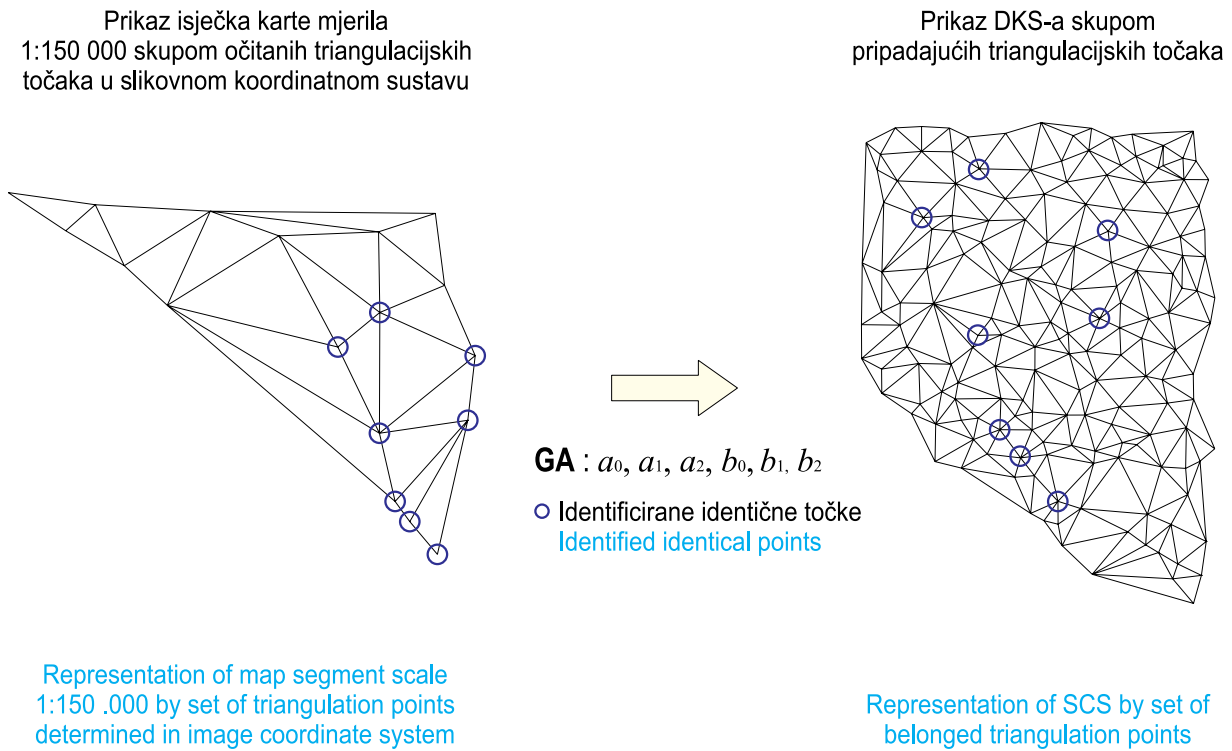 Prikaz isječka karte mjerila
1:150 000 skupom očitanih triangulacijskih
točaka u slikovnom koordinatnom sustavu
Prikaz DKS-a skupom
pripadajućih triangulacijskih točaka
GA : a₀, a₁, a₂, b₀, b₁, b₂
Identificirane identične točke
Identified identical points
Representation of map segment scale
1:150 .000 by set of triangulation points
determined in image coordinate system
Representation of SCS by set of
belonged triangulation points